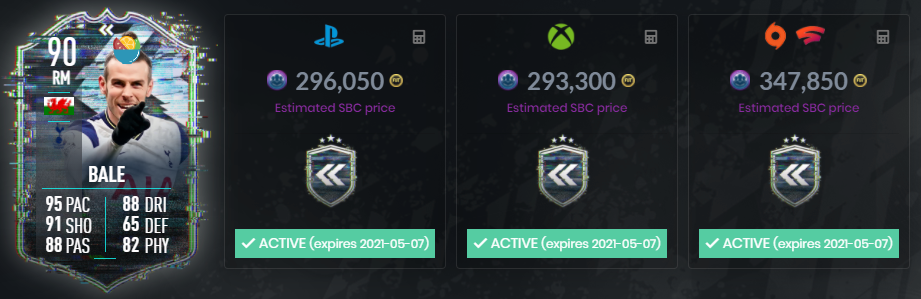 90
RM
BALE
95 PAC 88 DRI
91 SHO 65 DEF
88 PAS 82 PHY
296,050
Estimated SBC price
ACTIVE (expires 2021-05-07)
293,300
Estimated SBC price
ACTIVE (expires 2021-05-07)
347,850
Estimated SBC price
ACTIVE (expires 2021-05-07)